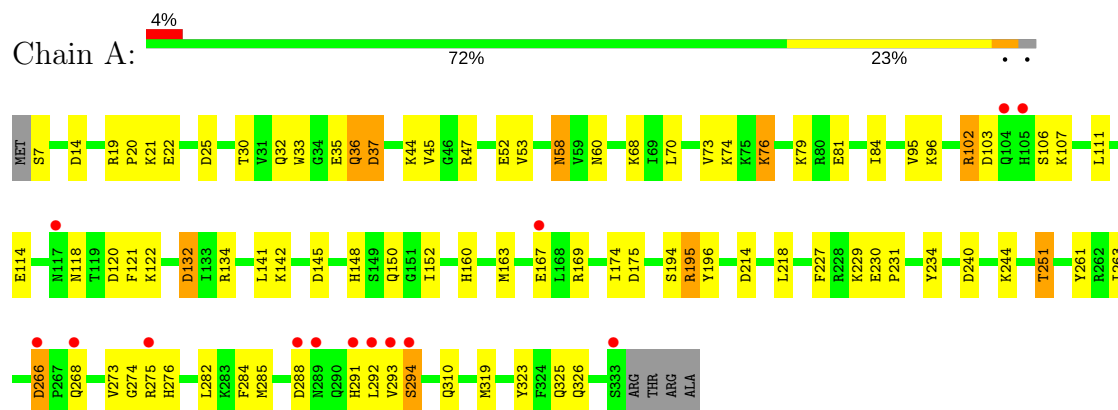 4%
Chain A:
72% 23% • •
MET S7 D14 R19 P20 K21 E22 D25 T30 V31 Q32 W33 G34 E35 Q36 D37 K44 V45 G46 R47 E52 V53 N58 V59 N60 K68 I69 L70 V73 K74 K75 K76 K79 R80 E81 I84 V95 K96 R102 D103 Q104 H105 S106 K107 L111
E114 N117 N118 T119 D120 F121 K122 D132 I133 R134 L141 K142 D145 H148 S149 Q150 G151 I152 H160 M163 E167 L168 R169 I174 D175 S194 R195 Y196 D214 L218 F227 R228 K229 E230 P231 Y234 D240 K244 T251 Y261 R262
D266 P267 Q268 V273 G274 R275 H276 L282 K283 F284 M285 D288 N289 Q290 H291 L292 V293 S294 Q310 M319 Y323 F324 Q325 Q326 S333 ARG THR ARG ALA